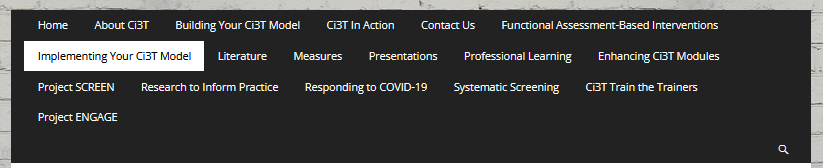 Home About Ci3T Building Your Ci3T Model Ci3T In Action Contact Us Functional Assessment-Based Interventions
Implementing Your Ci3T Model Literature Measures Presentations Professional Learning Enhancing Ci3T Modules
Project SCREEN Research to Inform Practice Responding to COVID-19 Systematic Screening Ci3T Train the Trainers
Project ENGAGE